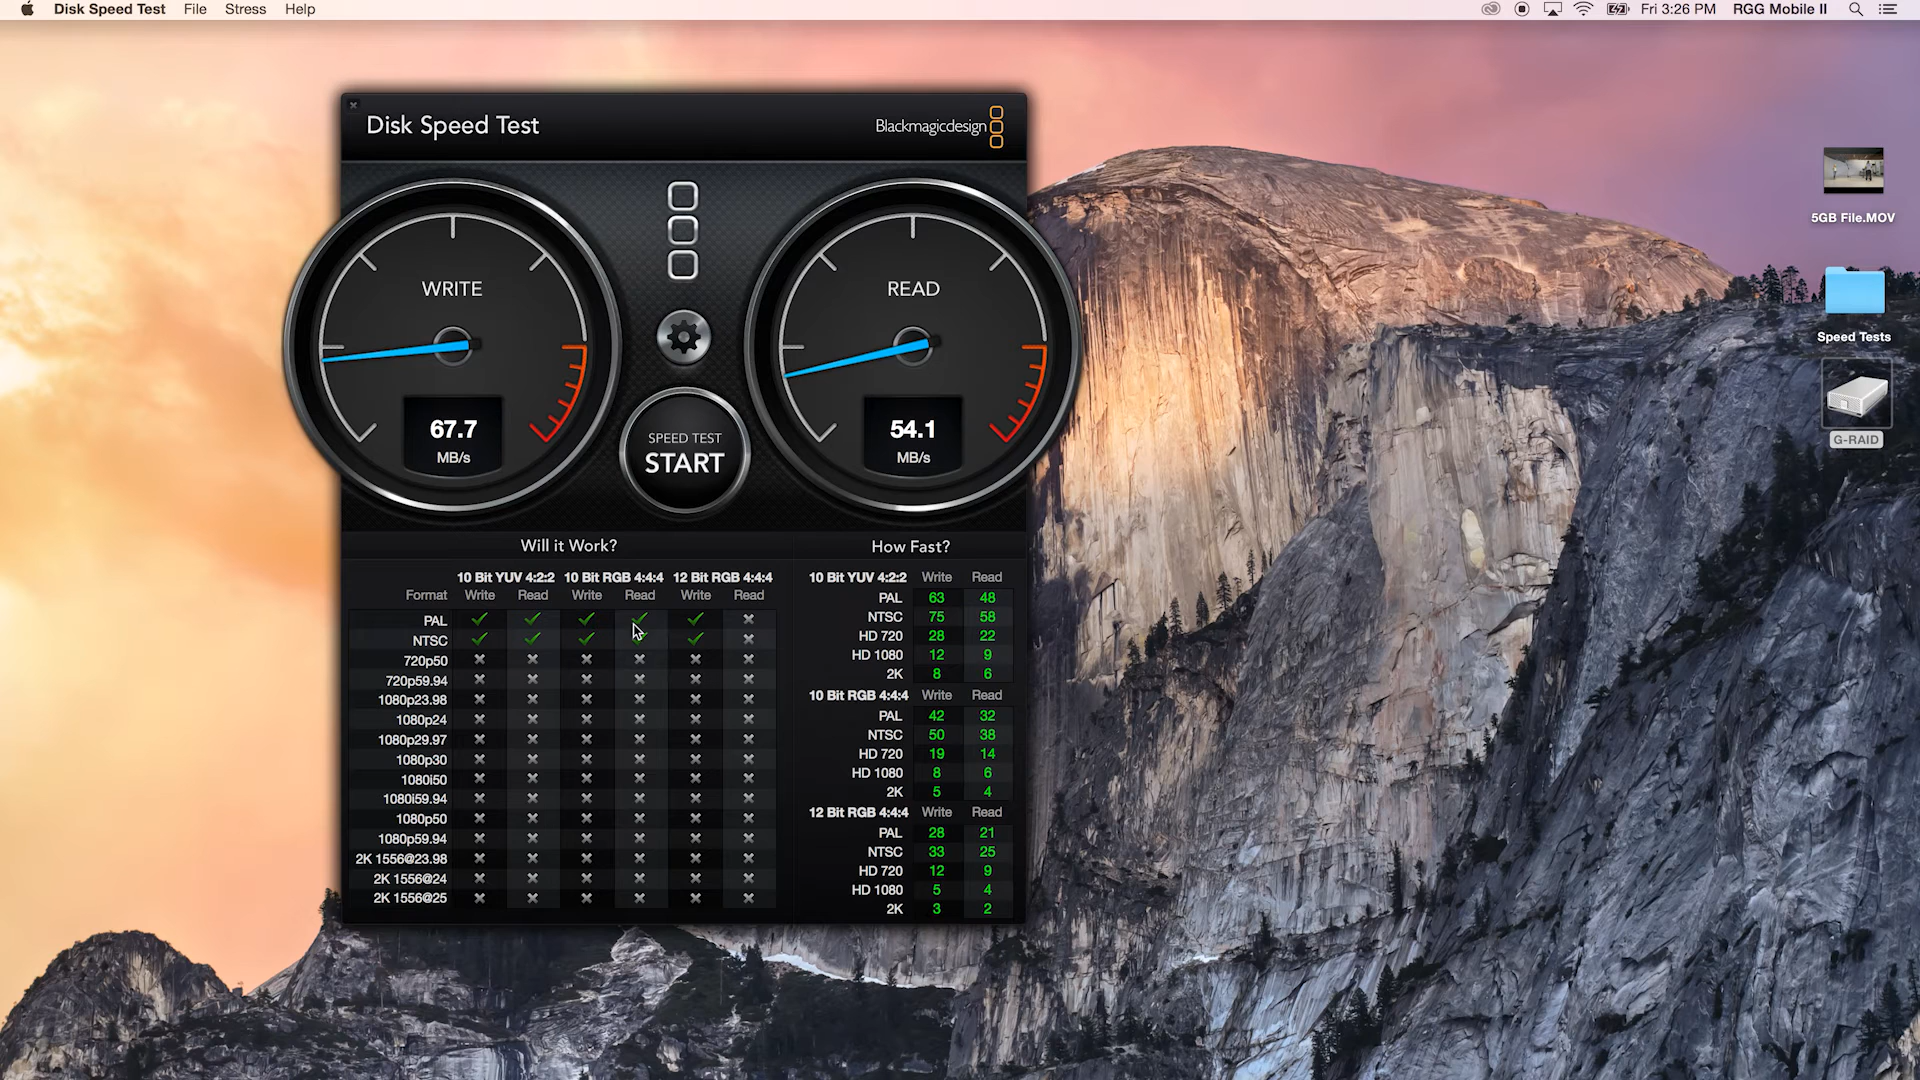 Disk Speed Test File Stress Help Fri 3:26 PM RGG Mobile II
Disk Speed Test
Blackmagicdesign
WRITE
67.7
MB/s
READ
54.1
MB/s
SPEED TEST
START
Will it Work?
10 Bit YUV 4:2:2 10 Bit RGB 4:4:4 12 Bit RGB 4:4:4
Format Write Read Write Read Write Read
PAL
NTSC
720p50
720p59.94
1080p23.98
1080p24
1080p29.97
1080p30
1080i50
1080i59.94
1080p50
1080p59.94
2K 1556@23.98
2K 1556@24
2K 1556@25
How Fast?
10 Bit YUV 4:2:2 Write Read
PAL 63 48
NTSC 75 58
HD 720 28 22
HD 1080 12 9
2K 8 6
10 Bit RGB 4:4:4 Write Read
PAL 42 32
NTSC 50 38
HD 720 19 14
HD 1080 8 6
2K 5 4
12 Bit RGB 4:4:4 Write Read
PAL 28 21
NTSC 33 25
HD 720 12 9
HD 1080 5 4
2K 3 2
5GB File.MOV
Speed Tests
G-RAID